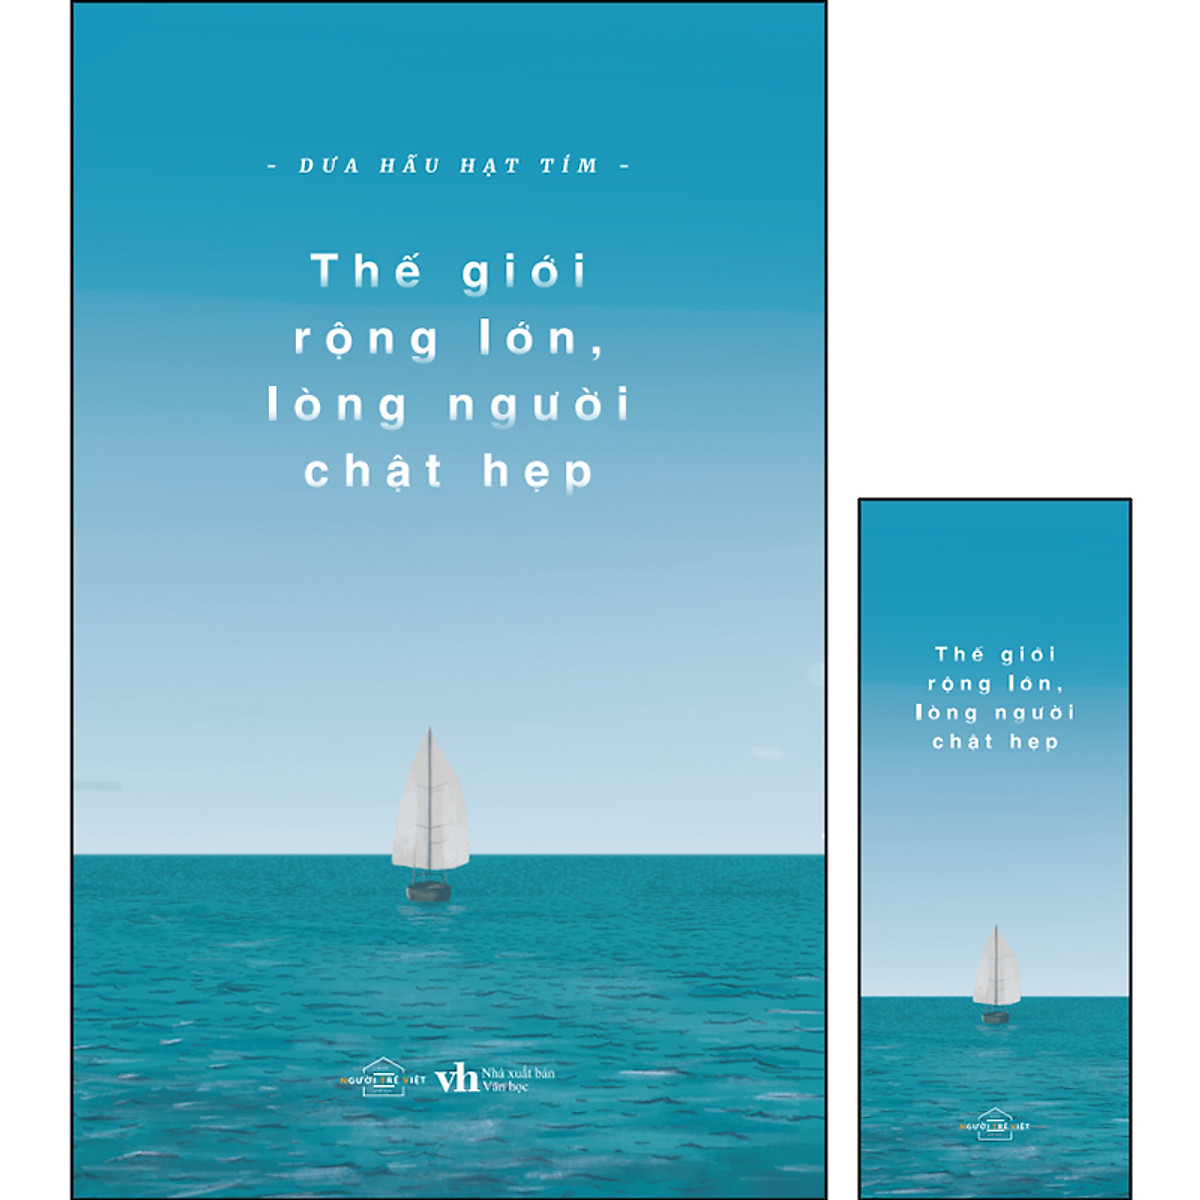 - DƯA HẤU HẠT TÍM -
Thế giới
rộng lớn,
lòng người
chật hẹp
NGƯỜI TRẺ VIỆT
vh Nhà xuất bản
Văn học
Thế giới
rộng lớn,
lòng người
chật hẹp
NGƯỜI TRẺ VIỆT